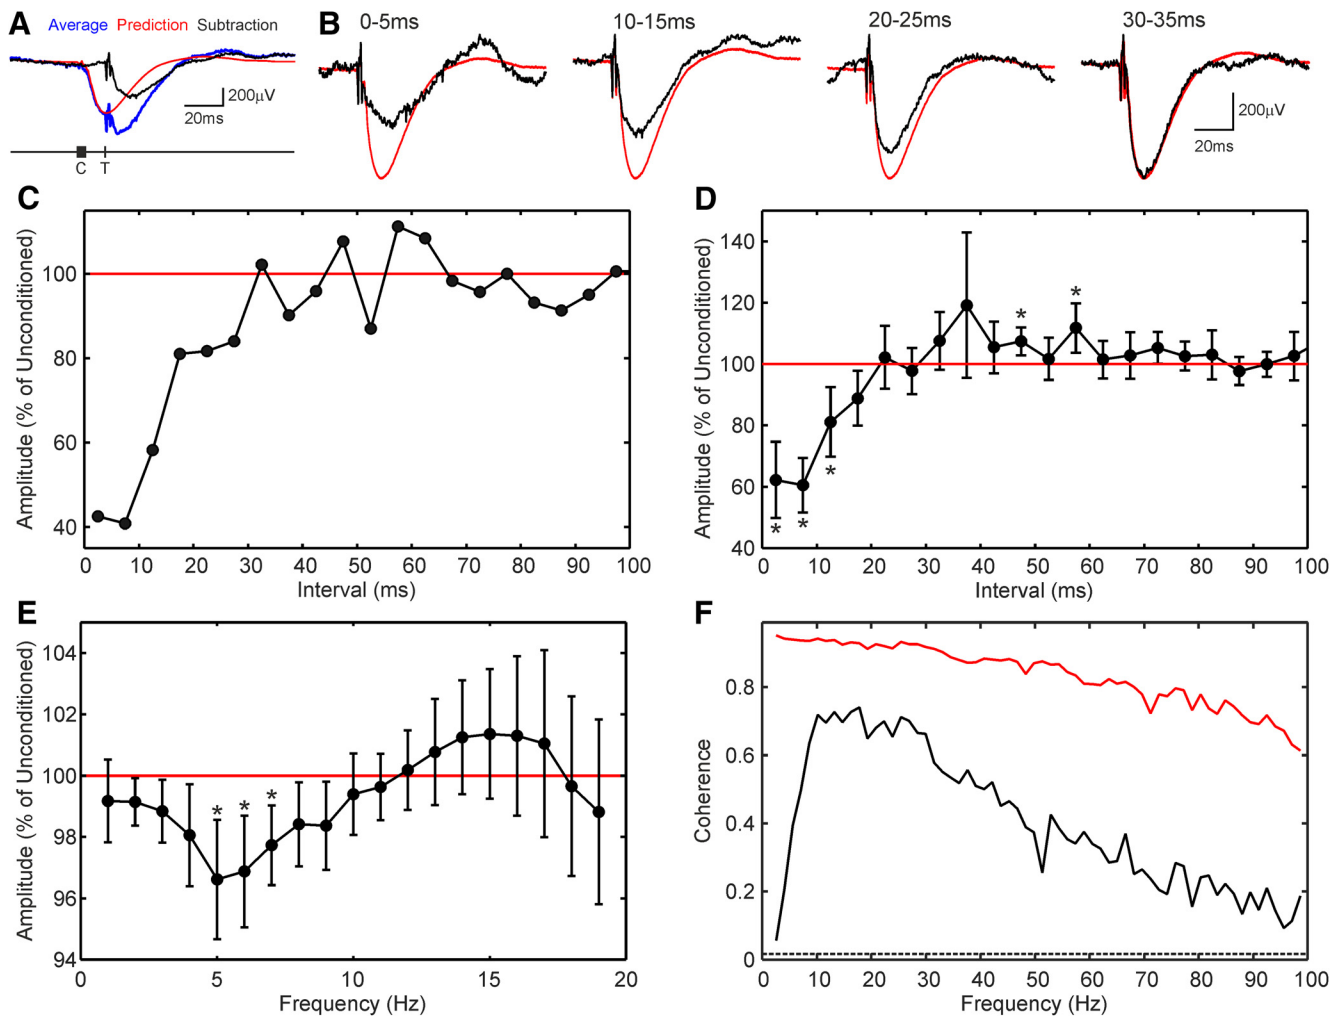 A
Average Prediction Subtraction
200µV
20ms
C T
B
0-5ms 10-15ms 20-25ms 30-35ms
200µV
20ms
C
Amplitude (% of Unconditioned)
100
80
60
40
0 10 20 30 40 50 60 70 80 90 100
Interval (ms)
D
Amplitude (% of Unconditioned)
140
120
100
80
60
40
* * * * *
0 10 20 30 40 50 60 70 80 90 100
Interval (ms)
E
Amplitude (% of Unconditioned)
104
102
100
98
96
94
* * *
5 10 15 20
Frequency (Hz)
F
Coherence
0.8
0.6
0.4
0.2
0
0 10 20 30 40 50 60 70 80 90 100
Frequency (Hz)